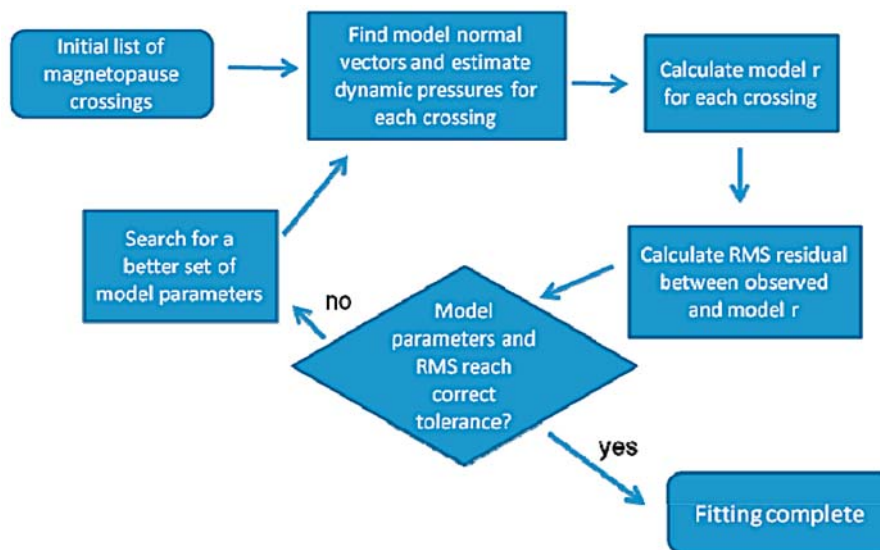 Initial list of
magnetopause
crossings
Find model normal
vectors and estimate
dynamic pressures for
each crossing
Calculate model r
for each crossing
Calculate RMS residual
between observed
and model r
Model
parameters and
RMS reach
correct
tolerance?
no
Search for a
better set of
model parameters
yes
Fitting complete